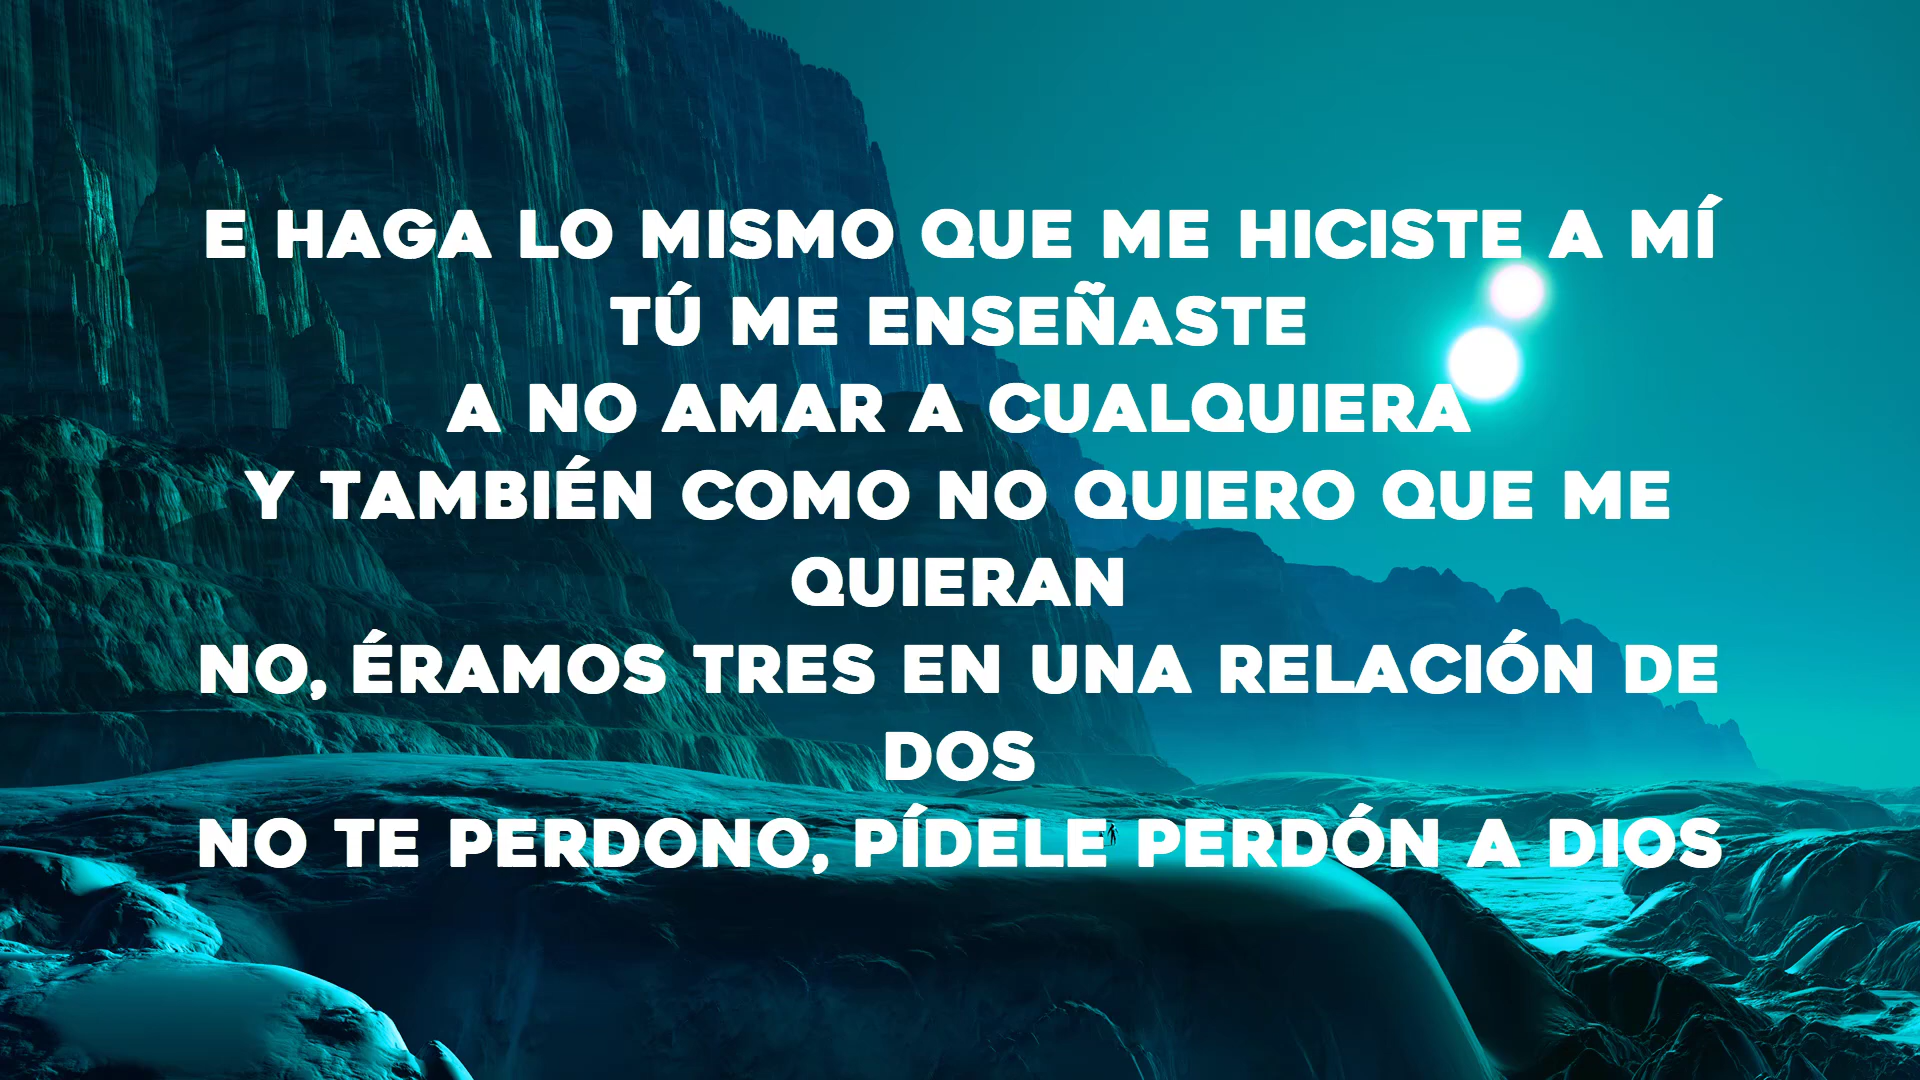 E HAGA LO MISMO QUE ME HICISTE A MÍ
TÚ ME ENSEÑASTE
A NO AMAR A CUALQUIERA
Y TAMBIÉN COMO NO QUIERO QUE ME
QUIERAN
NO, ÉRAMOS TRES EN UNA RELACIÓN DE
DOS
NO TE PERDONO, PÍDELE PERDÓN A DIOS